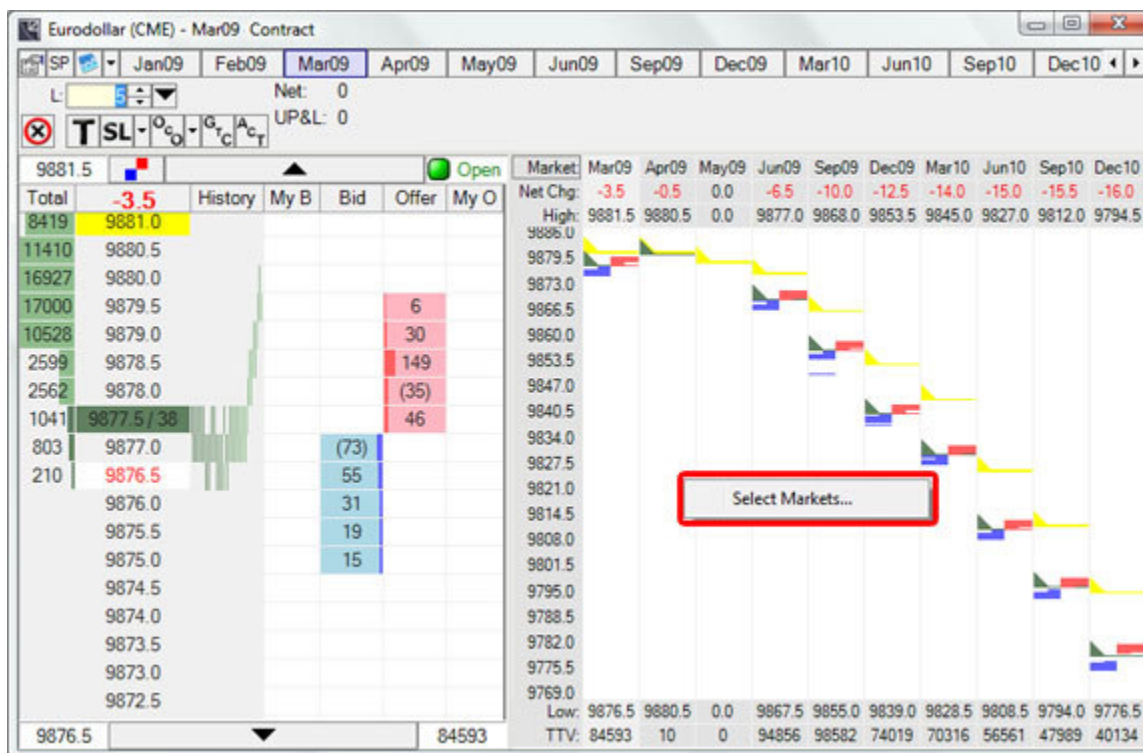 Eurodollar (CME) - Mar09 Contract
SP Jan09 Feb09 Mar09 Apr09 May09 Jun09 Sep09 Dec09 Mar10 Jun10 Sep10 Dec10
L: 5 Net: 0
UP&L: 0
T SL OCO GTC ACT
9881.5 Open
Total -3.5 History My B Bid Offer My O
8419 9881.0
11410 9880.5
16927 9880.0
17000 9879.5 6
10528 9879.0 30
2599 9878.5 149
2562 9878.0 (35)
1041 9877.5 / 38 46
803 9877.0 (73)
210 9876.5 55
9876.0 31
9875.5 19
9875.0 15
9874.5
9874.0
9873.5
9873.0
9872.5
9876.5 84593
Market: Mar09 Apr09 May09 Jun09 Sep09 Dec09 Mar10 Jun10 Sep10 Dec10
Net Chg: -3.5 -0.5 0.0 -6.5 -10.0 -12.5 -14.0 -15.0 -15.5 -16.0
High: 9881.5 9880.5 0.0 9877.0 9868.0 9853.5 9845.0 9827.0 9812.0 9794.5
9886.0
9879.5
9873.0
9866.5
9860.0
9853.5
9847.0
9840.5
9834.0
9827.5
9821.0
Select Markets...
9814.5
9808.0
9801.5
9795.0
9788.5
9782.0
9775.5
9769.0
Low: 9876.5 9880.5 0.0 9867.5 9855.0 9839.0 9828.5 9808.5 9794.0 9776.5
TTV: 84593 10 0 94856 98582 74019 70316 56561 47989 40134